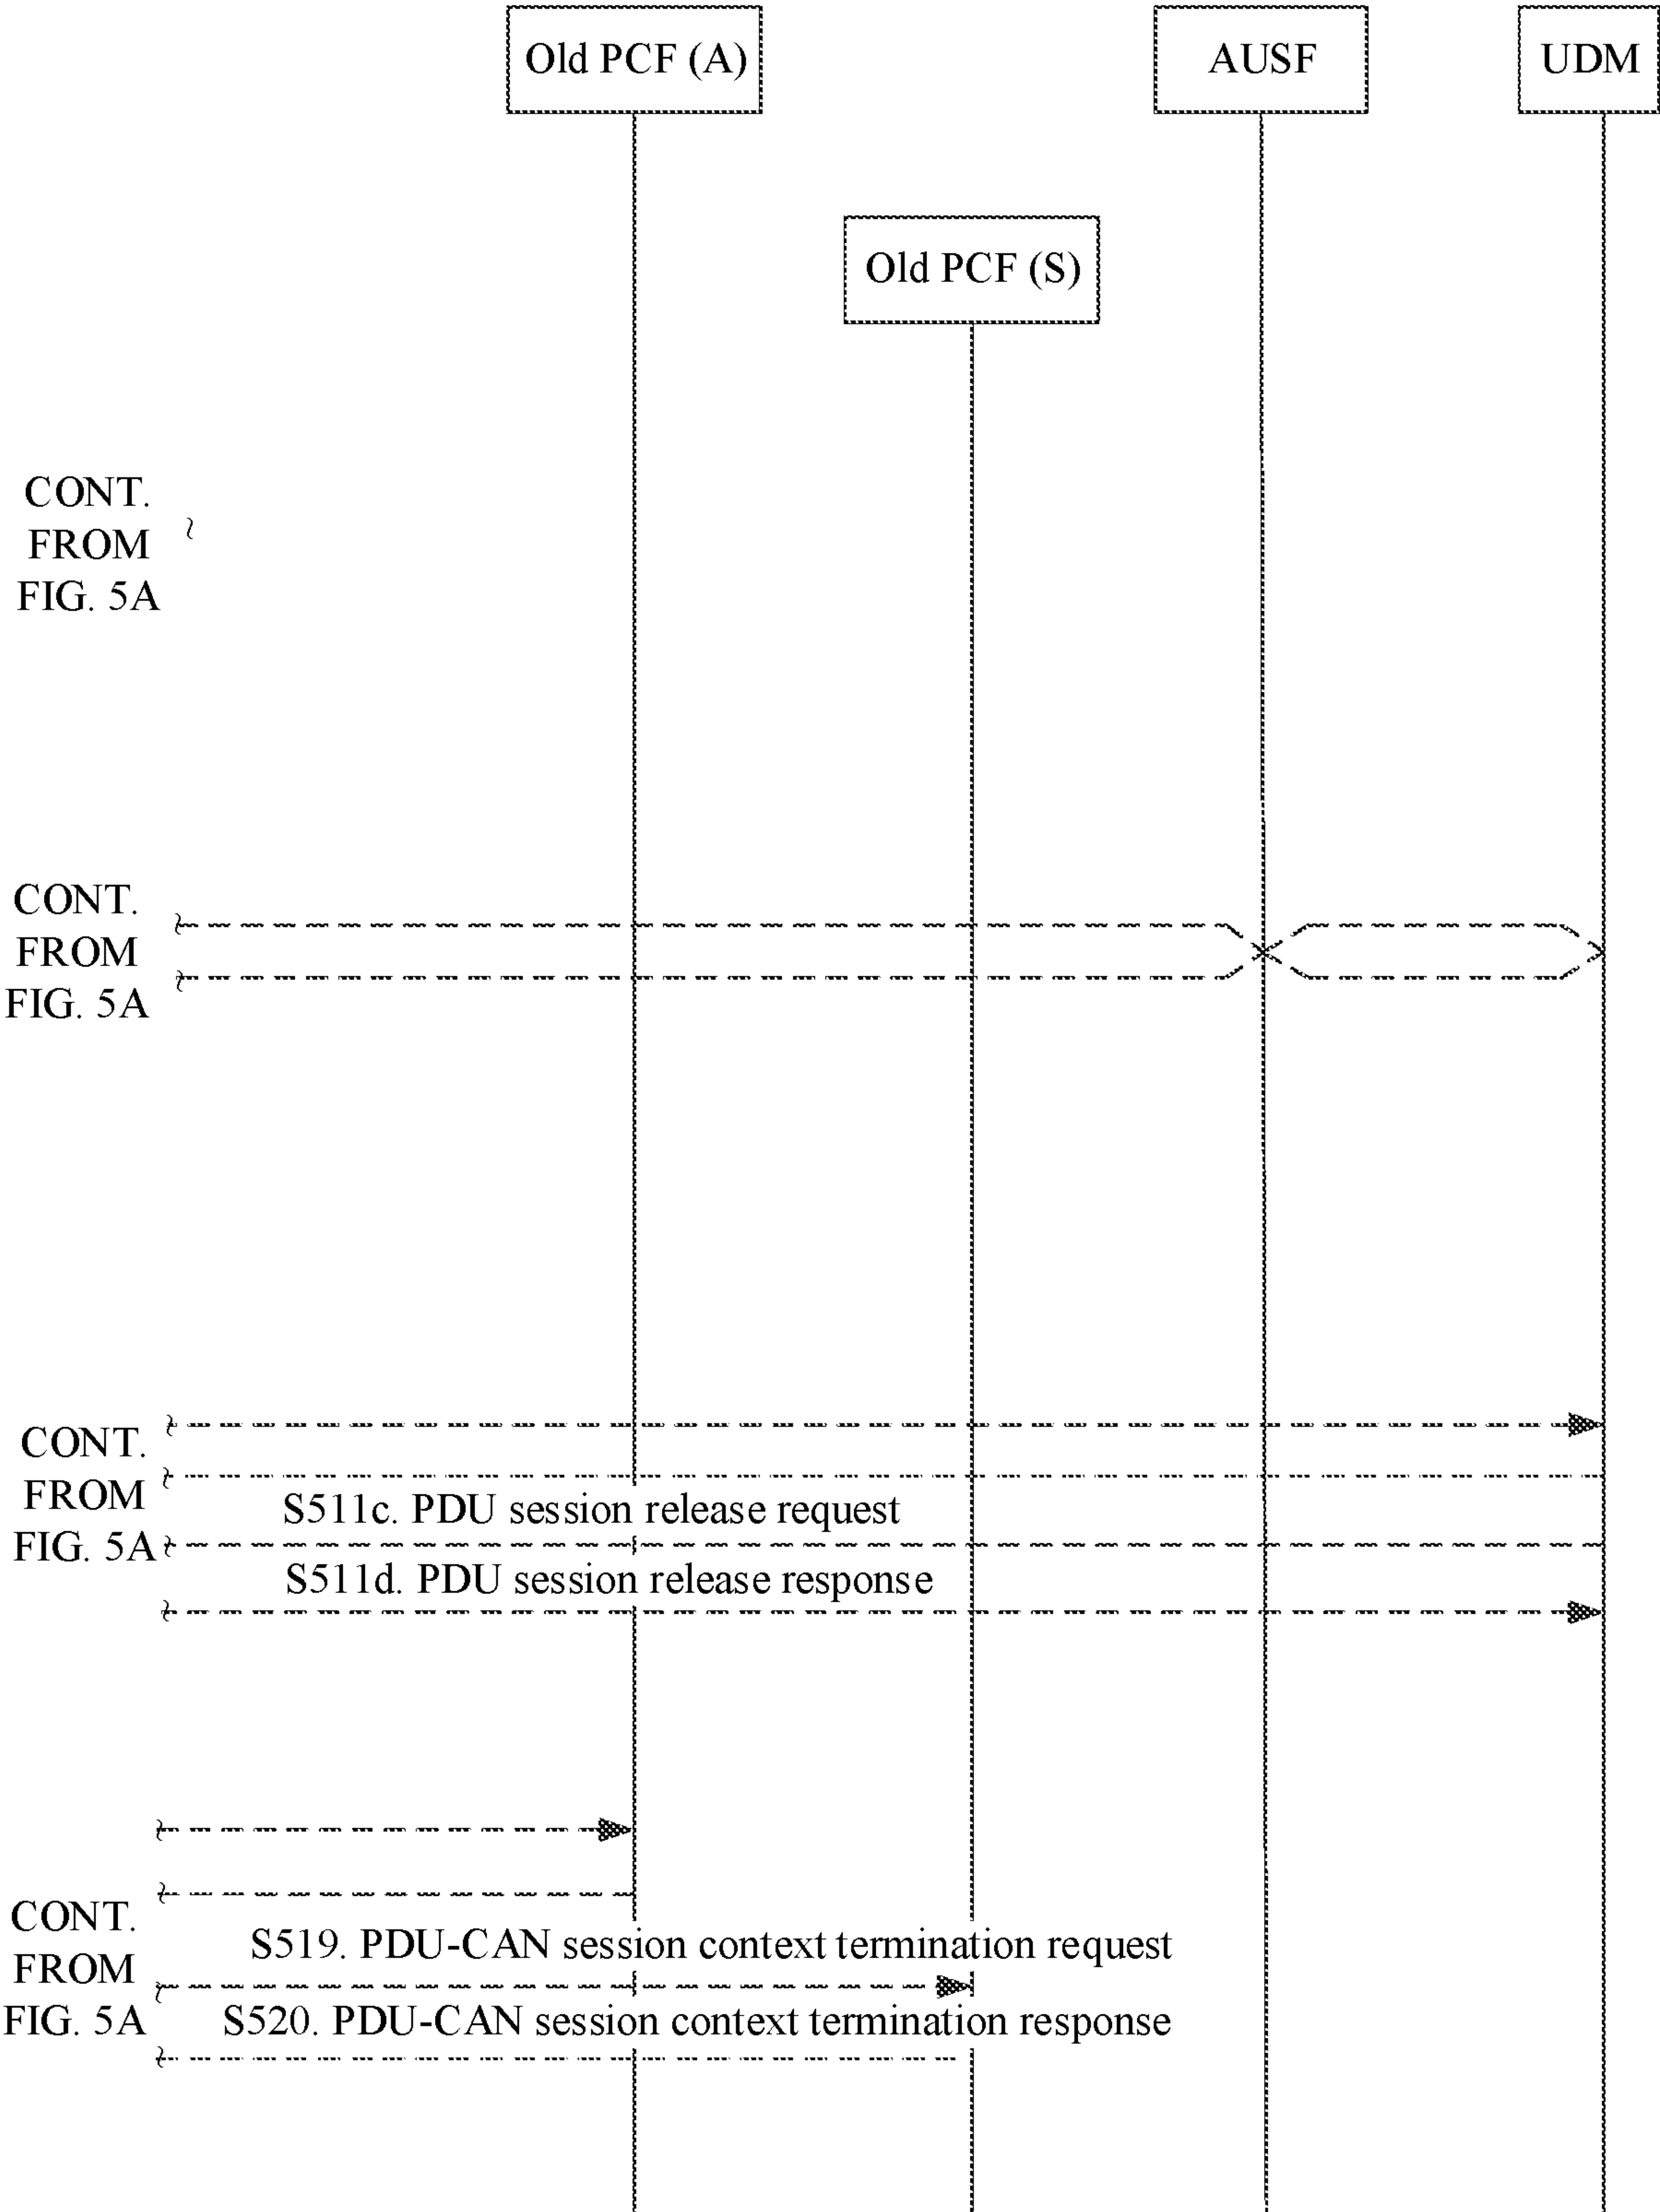 Old PCF (A)
AUSF
UDM
Old PCF (S)
CONT.
FROM
FIG. 5A
CONT.
FROM
FIG. 5A
CONT.
FROM
FIG. 5A
S511c. PDU session release request
S511d. PDU session release response
CONT.
FROM
FIG. 5A
S519. PDU-CAN session context termination request
S520. PDU-CAN session context termination response